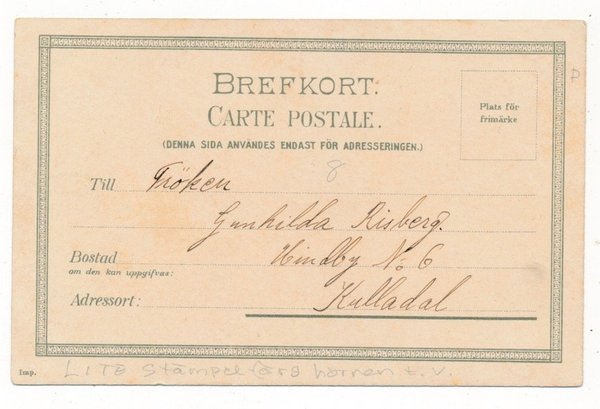 BREFKORT.
CARTE POSTALE.
(DENNA SIDA ANVÄNDES ENDAST FÖR ADRESSERINGEN.)
Plats för
frimärke
D
8
Till Fröken
Gunhilda Risberg.
Bostad Hindby No 6
om den kan uppgifvas:
Adressort: Kulladal
Imp.
LITE stämpelfärg hörnen t.v.